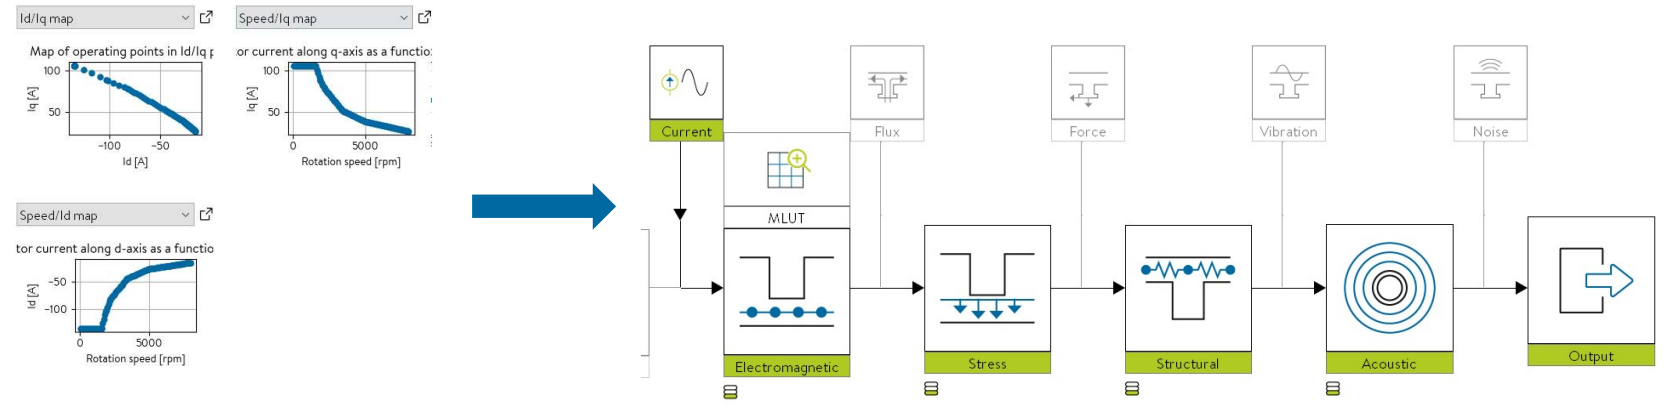 Id/Iq map
Speed/Iq map
Map of operating points in Id/Iq p
or current along q-axis as a functio
100
50
Iq [A]
−100
−50
Id [A]
100
50
Iq [A]
0
5000
Rotation speed [rpm]
Speed/Id map
tor current along d-axis as a functio
−50
−100
Id [A]
0
5000
Rotation speed [rpm]
Current
Flux
Force
Vibration
Noise
MLUT
Electromagnetic
Stress
Structural
Acoustic
Output